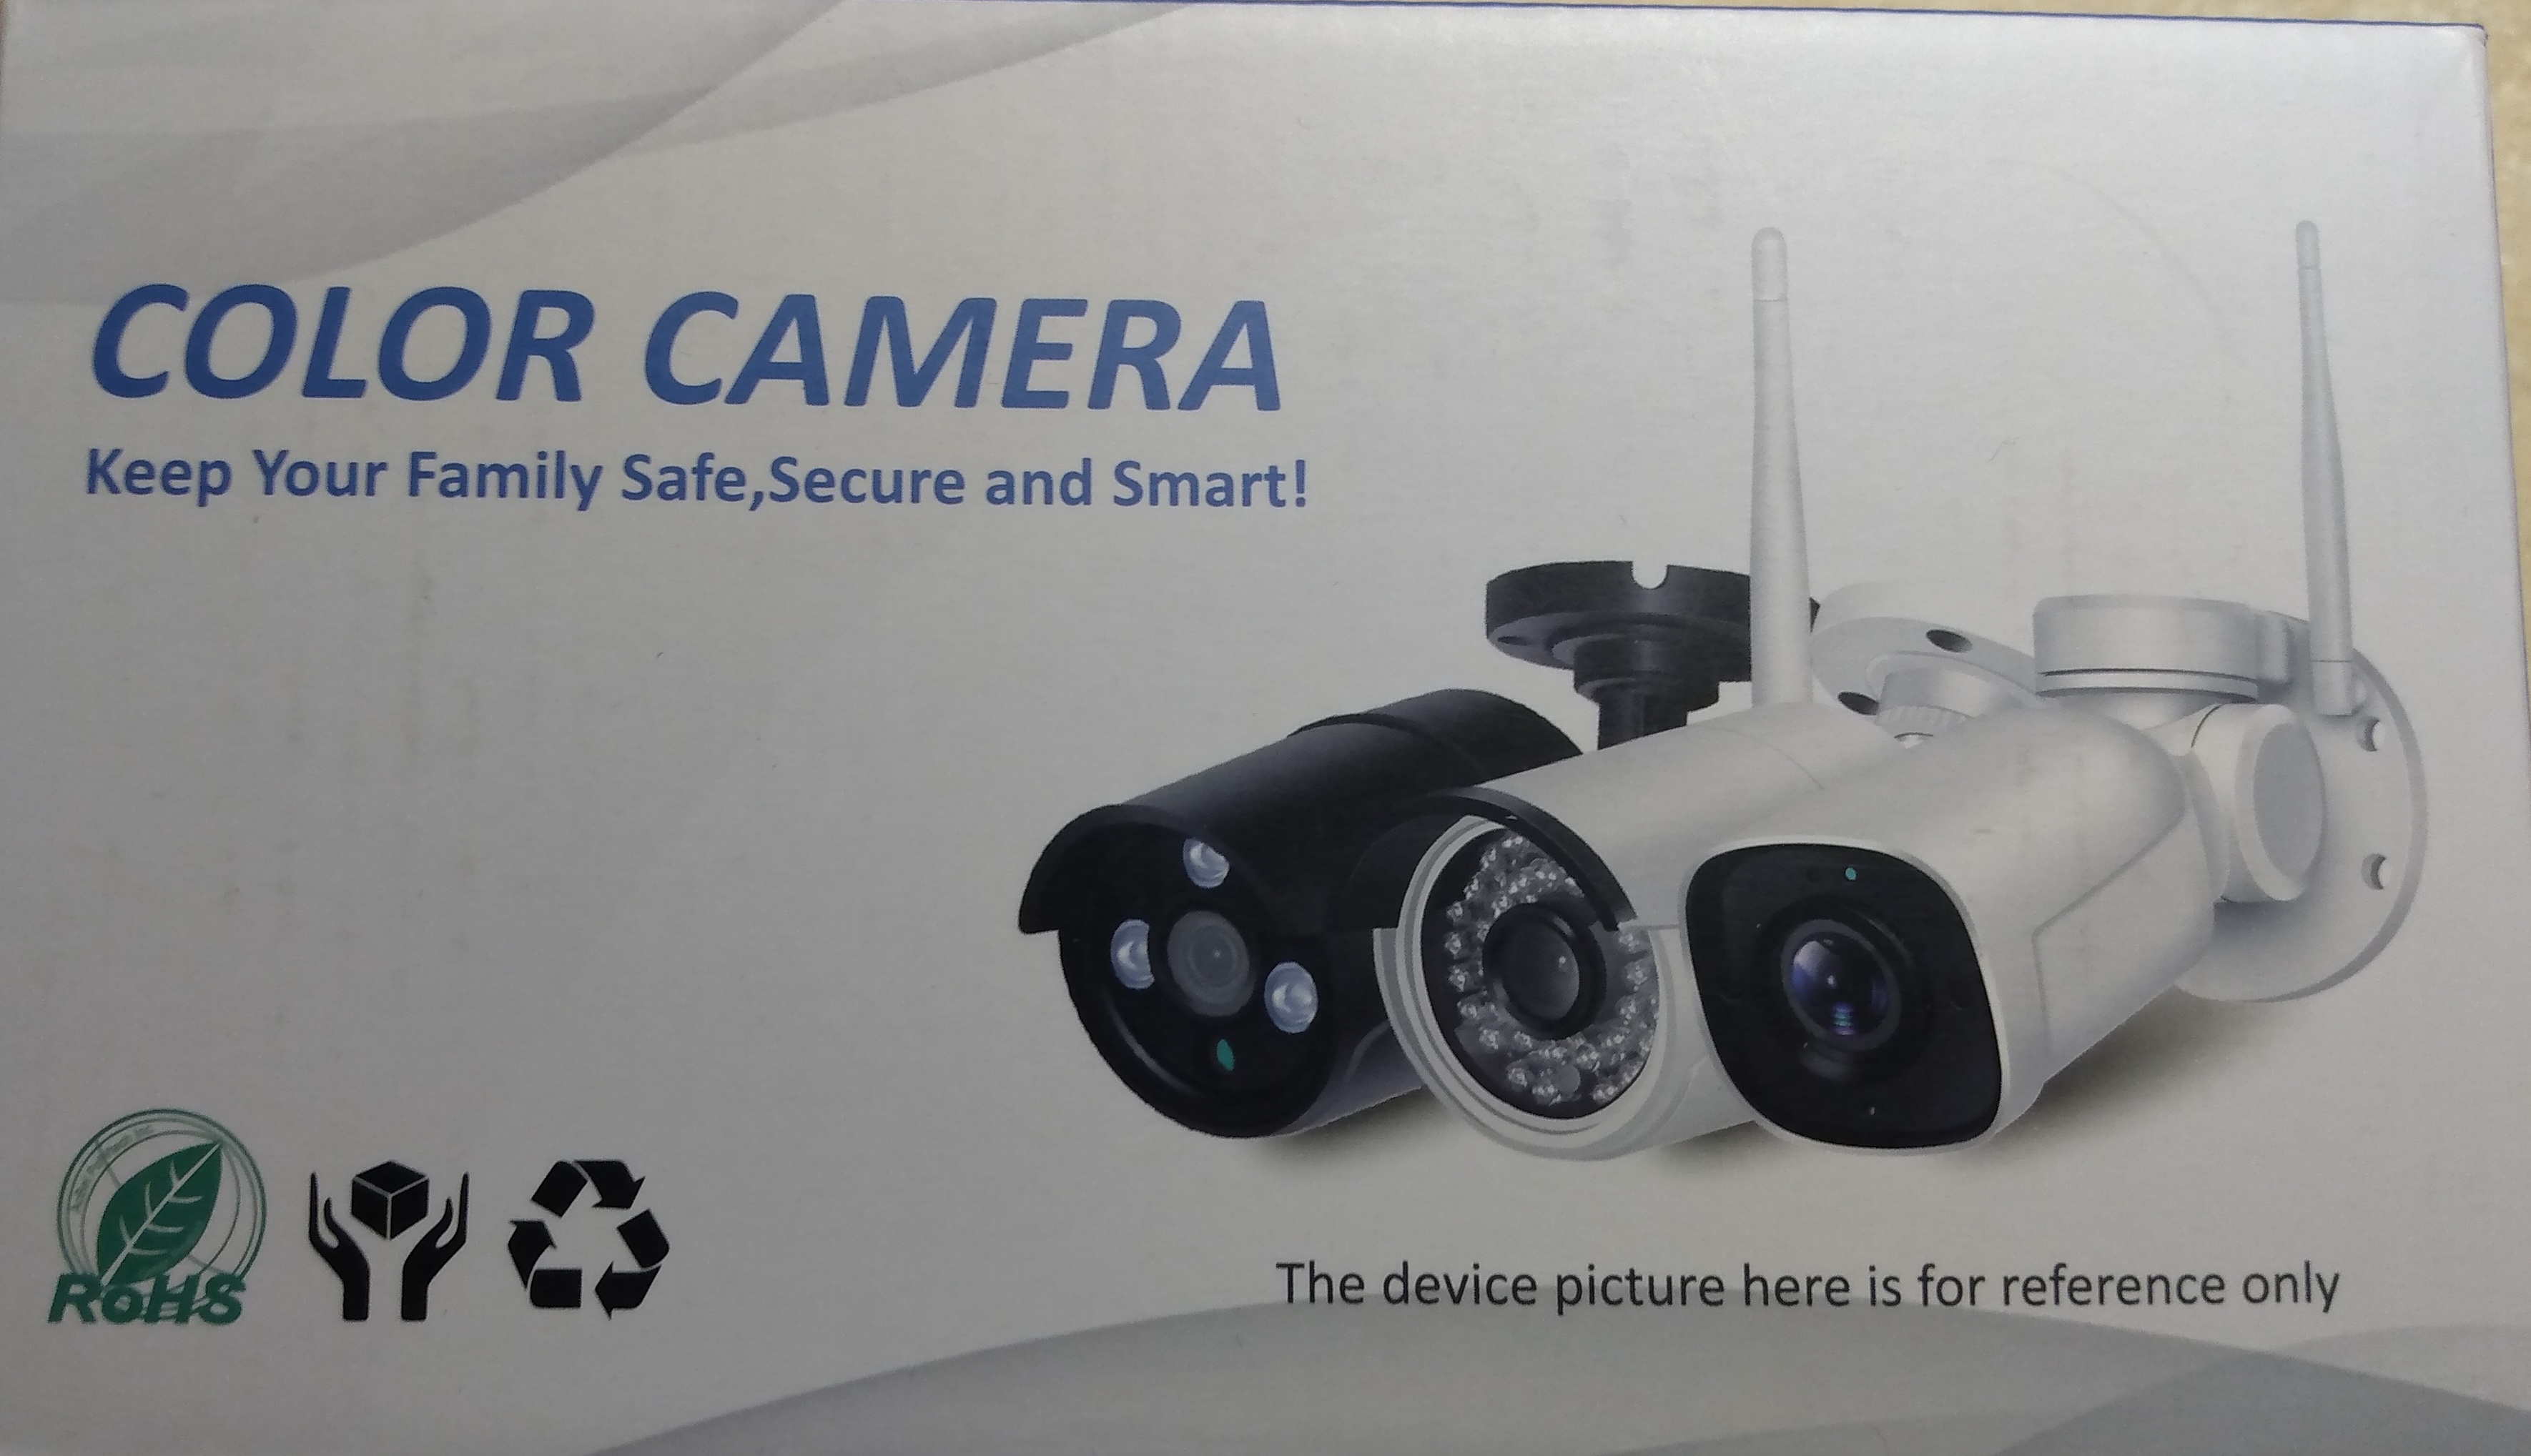 COLOR CAMERA
Keep Your Family Safe,Secure and Smart!
RoHS
The device picture here is for reference only